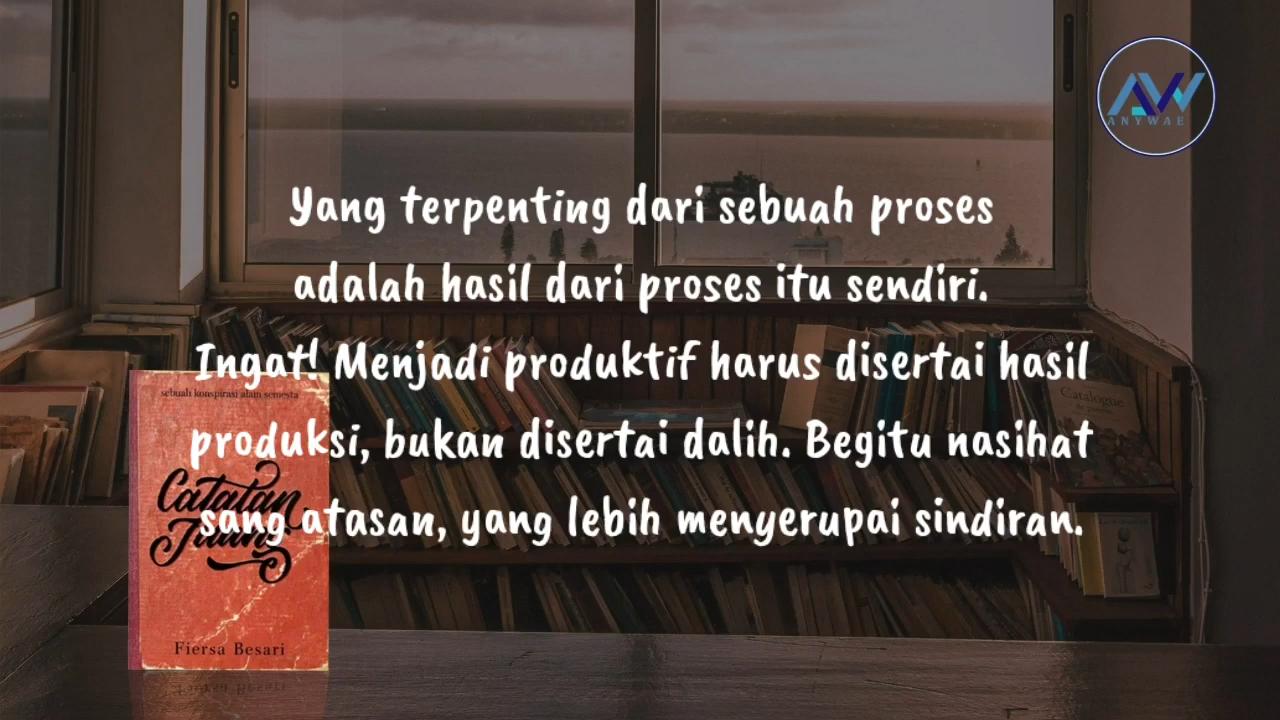 AW
ANYWAE
Yang terpenting dari sebuah proses
adalah hasil dari proses itu sendiri.
Ingat! Menjadi produktif harus disertai hasil
produksi, bukan disertai dalih. Begitu nasihat
sang atasan, yang lebih menyerupai sindiran.
sebuah konspirasi alam semesta
Catatan
Juang
Fiersa Besari
Catalogue